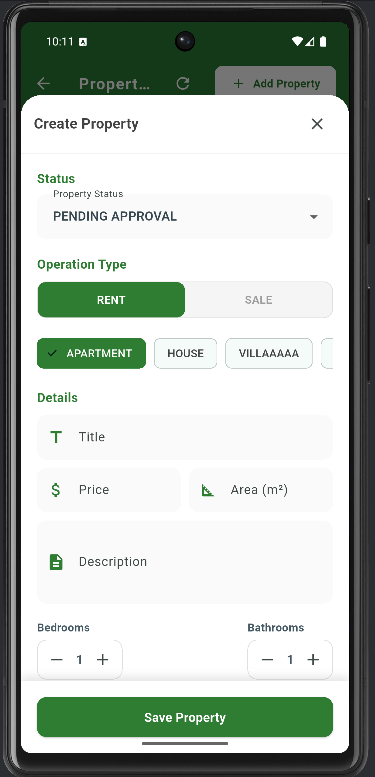 10:11 A
Propert...
+ Add Property
Create Property
Status
Property Status
PENDING APPROVAL
Operation Type
RENT
SALE
APARTMENT
HOUSE
VILLAAAAA
Details
Title
$ Price
Area (m²)
Description
Bedrooms
Bathrooms
− 1 +
− 1 +
Save Property